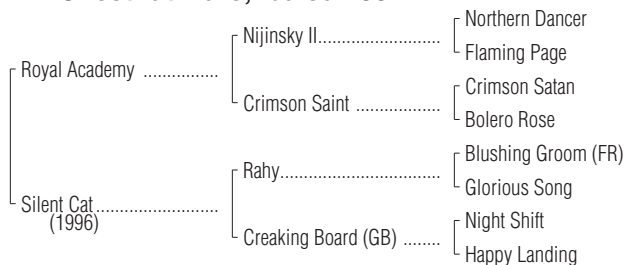 Northern Dancer
Nijinsky II........................
Flaming Page
Royal Academy ...............
Crimson Satan
Crimson Saint .................
Bolero Rose
Blushing Groom (FR)
Rahy................................
Glorious Song
Silent Cat........................
(1996)
Night Shift
Creaking Board (GB) ........
Happy Landing